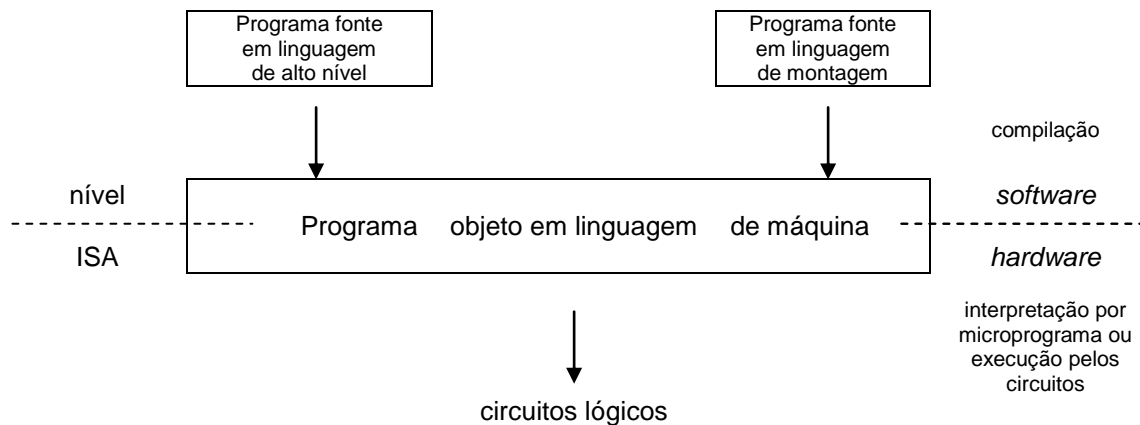 Programa fonte
em linguagem
de alto nível
Programa fonte
em linguagem
de montagem
compilação
nível
software
Programa objeto em linguagem de máquina
ISA
hardware
interpretação por
microprograma ou
execução pelos
circuitos
circuitos lógicos